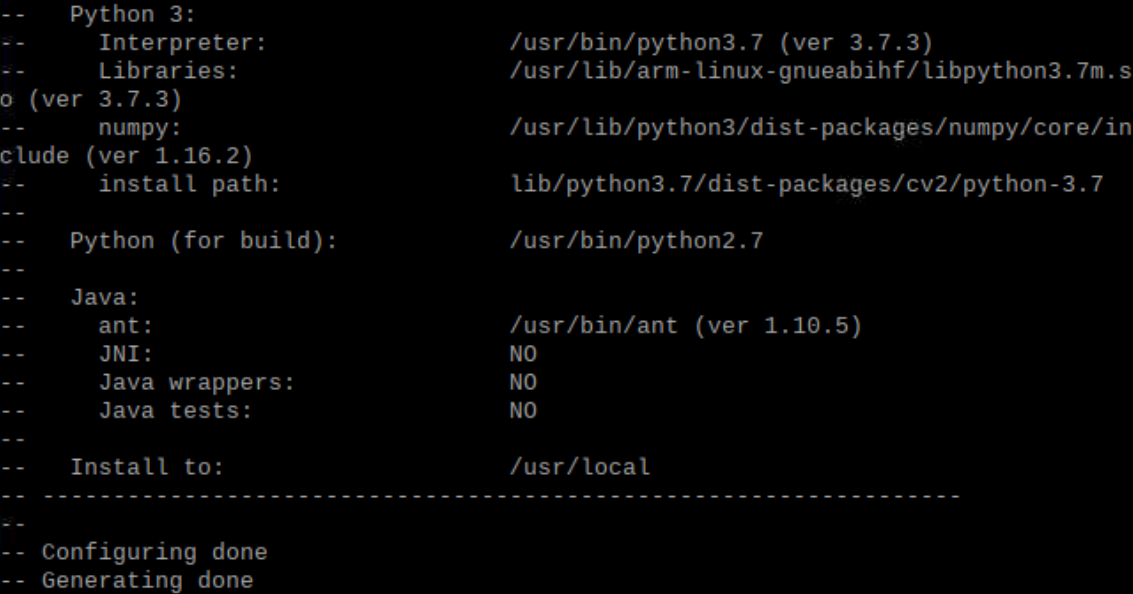 --   Python 3:
--     Interpreter:                 /usr/bin/python3.7 (ver 3.7.3)
--     Libraries:                   /usr/lib/arm-linux-gnueabihf/libpython3.7m.s
o (ver 3.7.3)
--     numpy:                       /usr/lib/python3/dist-packages/numpy/core/in
clude (ver 1.16.2)
--     install path:                lib/python3.7/dist-packages/cv2/python-3.7
--
--   Python (for build):            /usr/bin/python2.7
--
--   Java:
--     ant:                         /usr/bin/ant (ver 1.10.5)
--     JNI:                         NO
--     Java wrappers:               NO
--     Java tests:                  NO
--
--   Install to:                    /usr/local
-- -----------------------------------------------------------------
--
-- Configuring done
-- Generating done